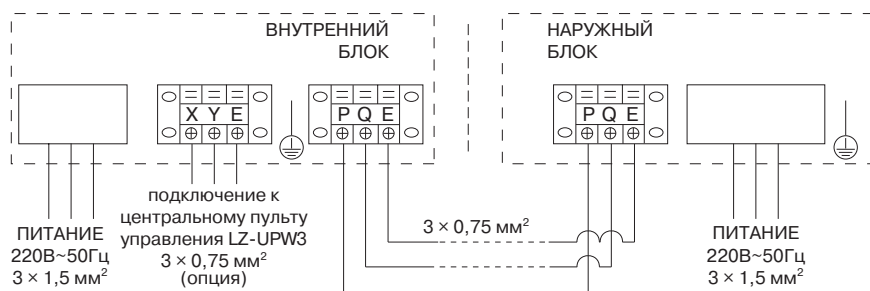 ВНУТРЕННИЙ
БЛОК
НАРУЖНЫЙ
БЛОК
X Y E
P Q E
P Q E
ПИТАНИЕ
220В~50Гц
3 × 1,5 мм²
подключение к
центральному пульту
управления LZ-UPW3
3 × 0,75 мм²
(опция)
3 × 0,75 мм²
ПИТАНИЕ
220В~50Гц
3 × 1,5 мм²